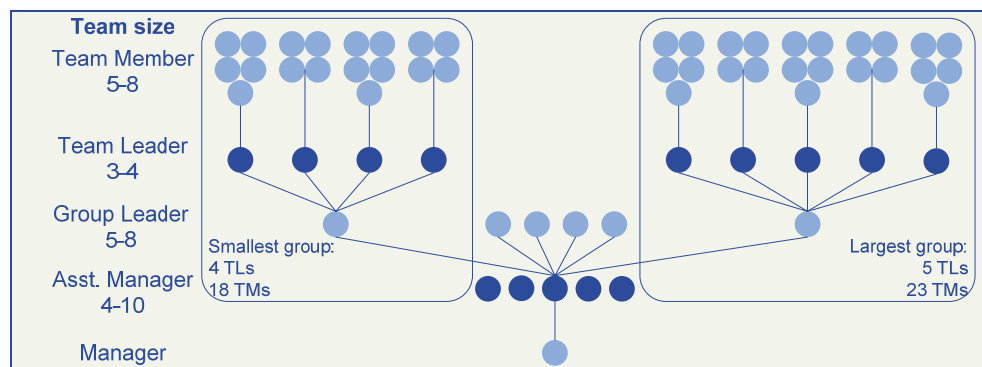 Team size
Team Member
5-8
Team Leader
3-4
Group Leader
5-8
Asst. Manager
4-10
Manager
Smallest group:
4 TLs
18 TMs
Largest group:
5 TLs
23 TMs